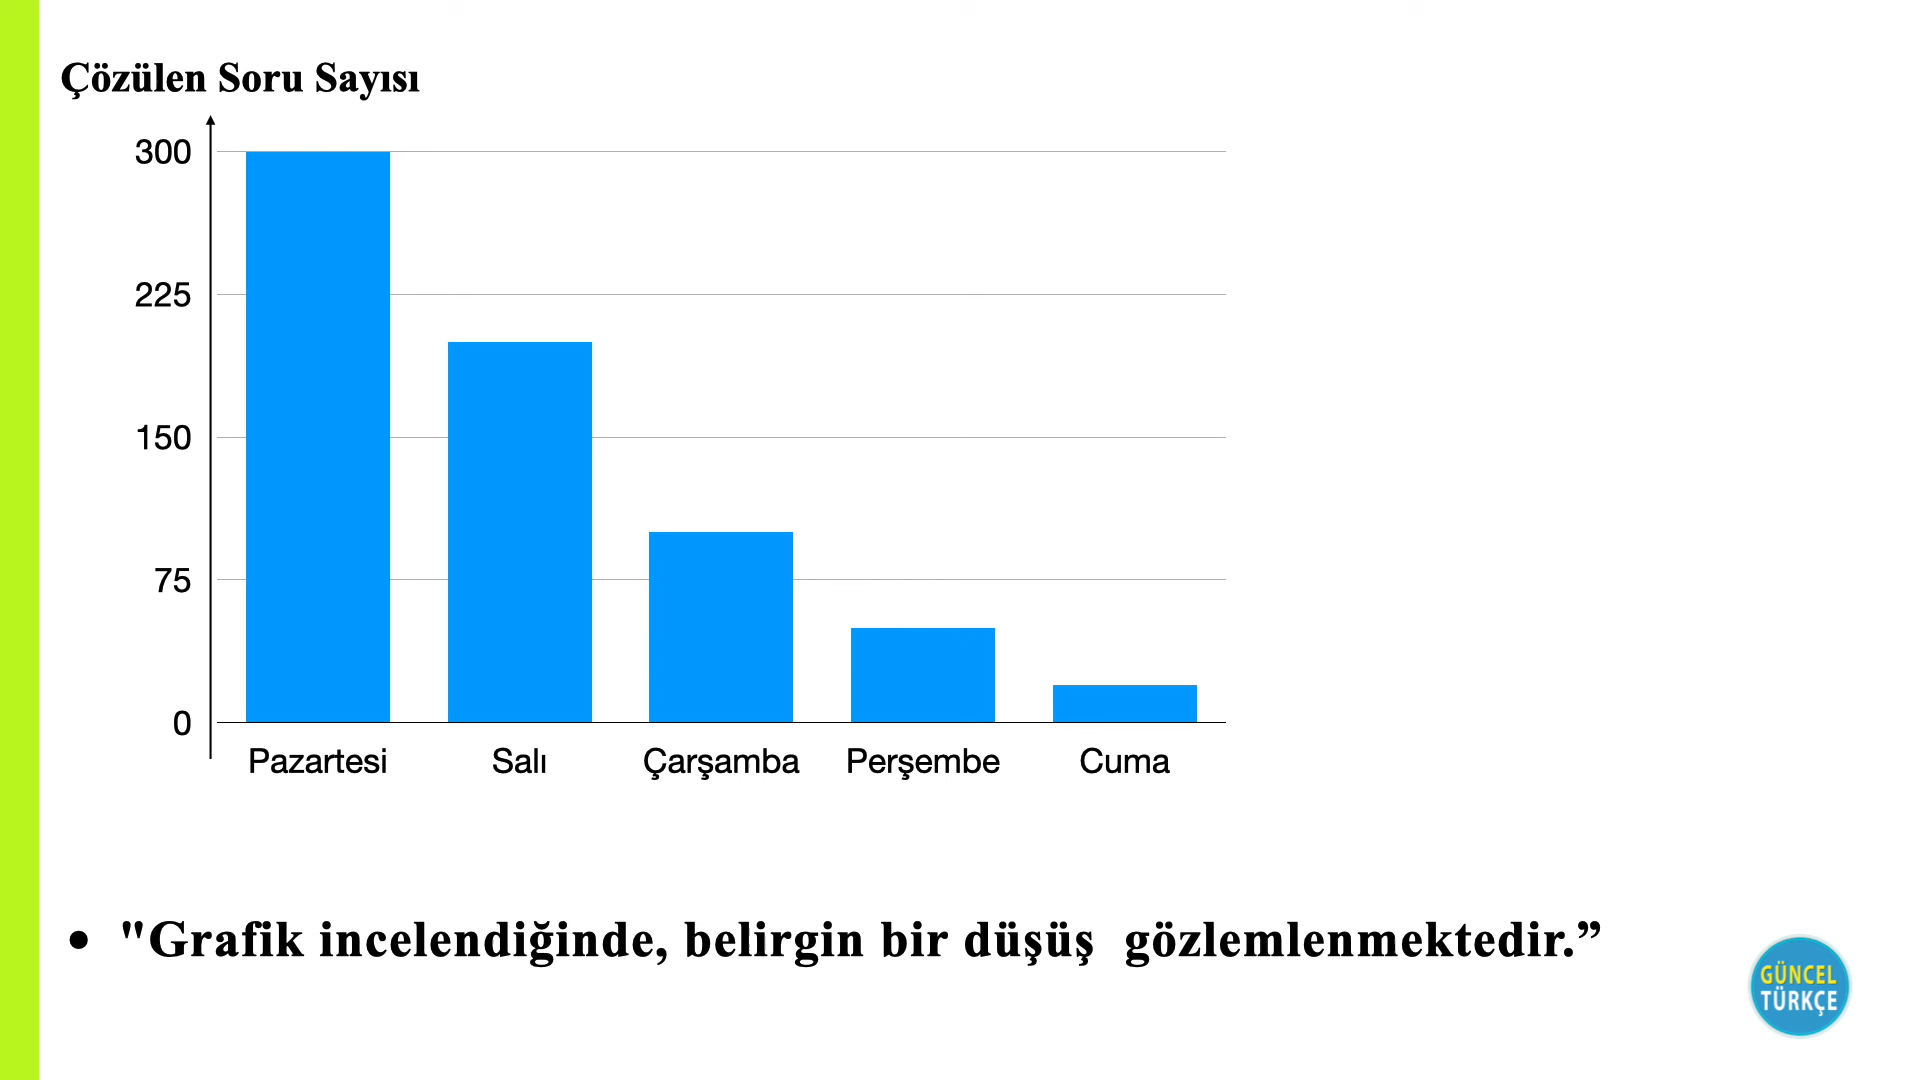 Çözülen Soru Sayısı
300
225
150
75
0
Pazartesi Salı Çarşamba Perşembe Cuma
• "Grafik incelendiğinde, belirgin bir düşüş gözlemlenmektedir.”
GÜNCEL
TÜRKÇE